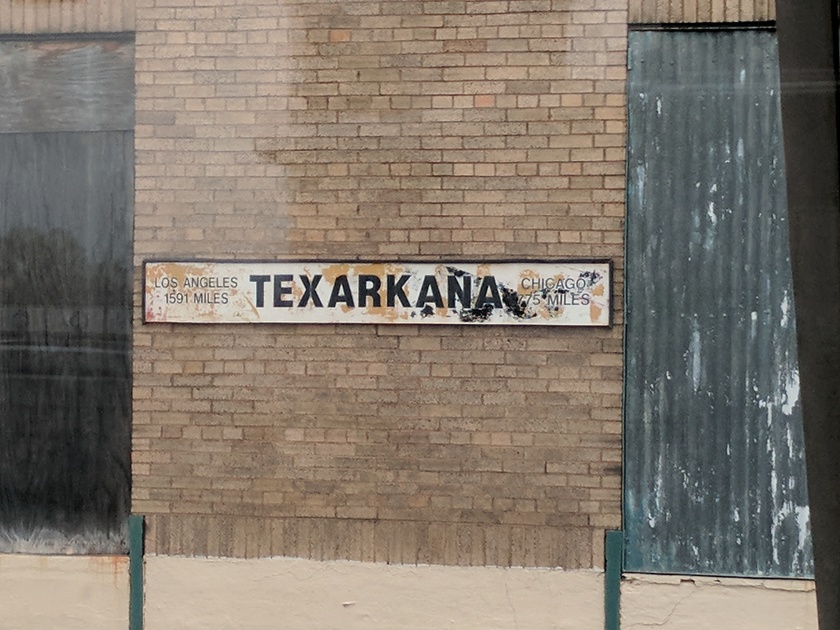 LOS ANGELES
1591 MILES
TEXARKANA
CHICAGO
775 MILES